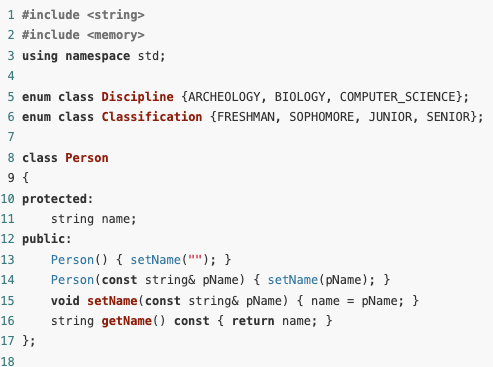 1 #include <string>
2 #include <memory>
3 using namespace std;
4
5 enum class Discipline {ARCHEOLOGY, BIOLOGY, COMPUTER_SCIENCE};
6 enum class Classification {FRESHMAN, SOPHOMORE, JUNIOR, SENIOR};
7
8 class Person
9 {
10 protected:
11     string name;
12 public:
13     Person() { setName(""); }
14     Person(const string& pName) { setName(pName); }
15     void setName(const string& pName) { name = pName; }
16     string getName() const { return name; }
17 };
18